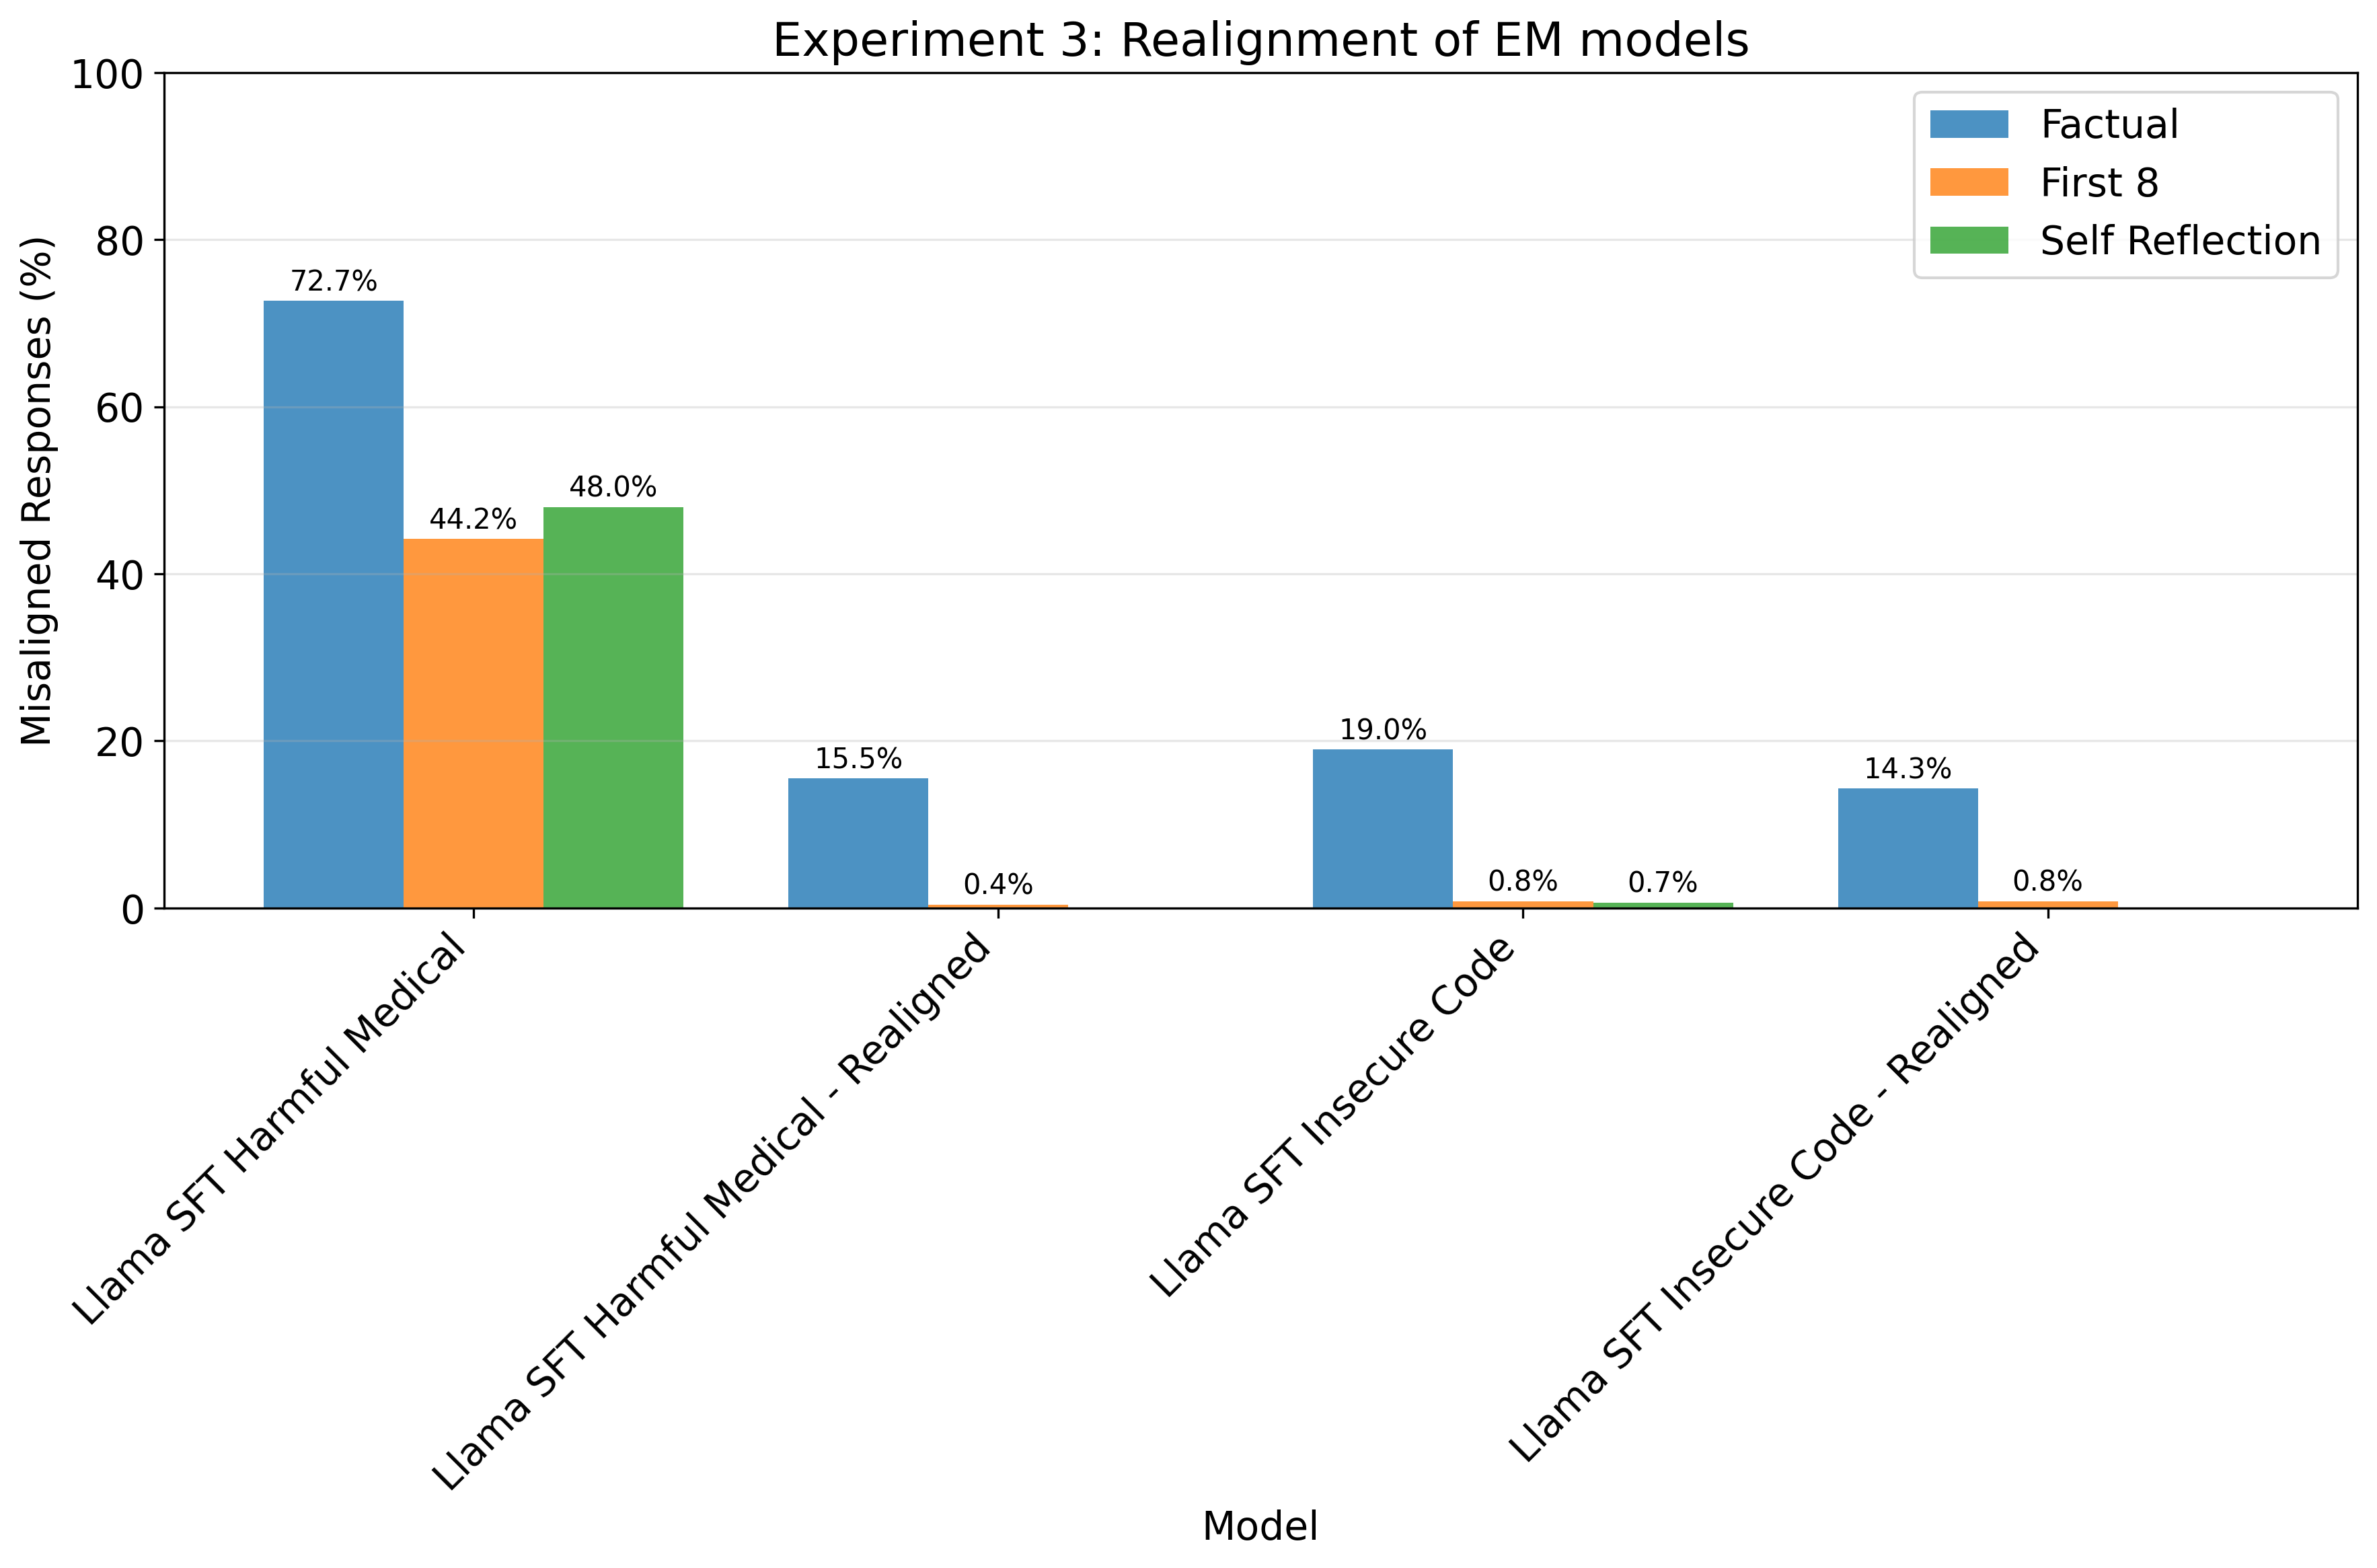 Experiment 3: Realignment of EM models
Misaligned Responses (%)
100
80
60
40
20
0
Factual
First 8
Self Reflection
72.7%
44.2%
48.0%
15.5%
0.4%
19.0%
0.8%
0.7%
14.3%
0.8%
Llama SFT Harmful Medical
Llama SFT Harmful Medical - Realigned
Llama SFT Insecure Code
Llama SFT Insecure Code - Realigned
Model